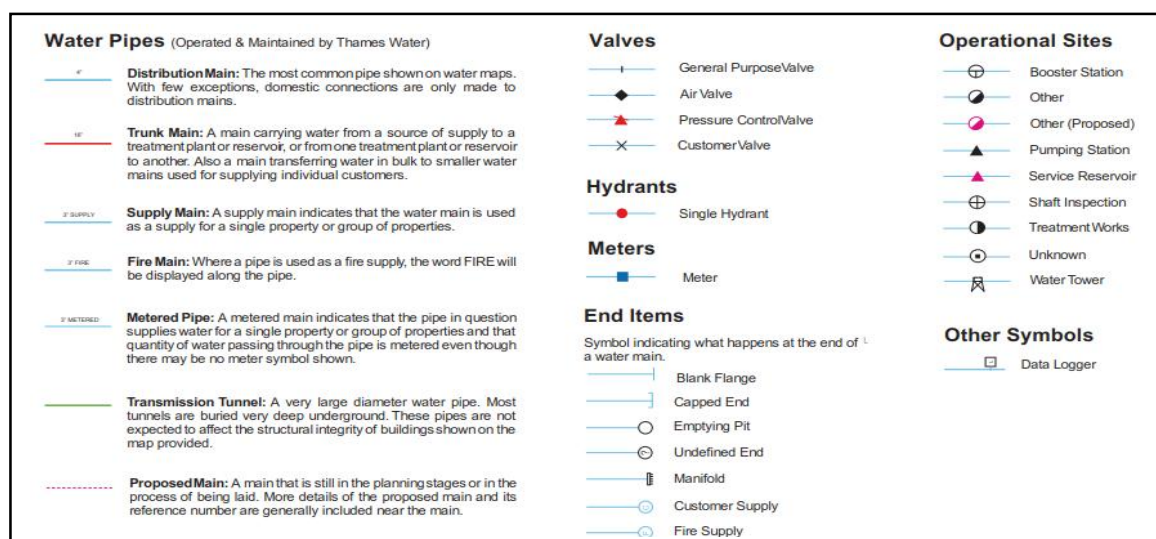 Water Pipes (Operated & Maintained by Thames Water)
4"
Distribution Main: The most common pipe shown on water maps.
With few exceptions, domestic connections are only made to
distribution mains.
16"
Trunk Main: A main carrying water from a source of supply to a
treatment plant or reservoir, or from one treatment plant or reservoir
to another. Also a main transferring water in bulk to smaller water
mains used for supplying individual customers.
3" SUPPLY
Supply Main: A supply main indicates that the water main is used
as a supply for a single property or group of properties.
3" FIRE
Fire Main: Where a pipe is used as a fire supply, the word FIRE will
be displayed along the pipe.
3" METERED
Metered Pipe: A metered main indicates that the pipe in question
supplies water for a single property or group of properties and that
quantity of water passing through the pipe is metered even though
there may be no meter symbol shown.
Transmission Tunnel: A very large diameter water pipe. Most
tunnels are buried very deep underground. These pipes are not
expected to affect the structural integrity of buildings shown on the
map provided.
Proposed Main: A main that is still in the planning stages or in the
process of being laid. More details of the proposed main and its
reference number are generally included near the main.
Valves
General Purpose Valve
Air Valve
Pressure Control Valve
Customer Valve
Hydrants
Single Hydrant
Meters
Meter
End Items
Symbol indicating what happens at the end of
a water main.
Blank Flange
Capped End
Emptying Pit
Undefined End
Manifold
Customer Supply
Fire Supply
Operational Sites
Booster Station
Other
Other (Proposed)
Pumping Station
Service Reservoir
Shaft Inspection
Treatment Works
Unknown
Water Tower
Other Symbols
Data Logger